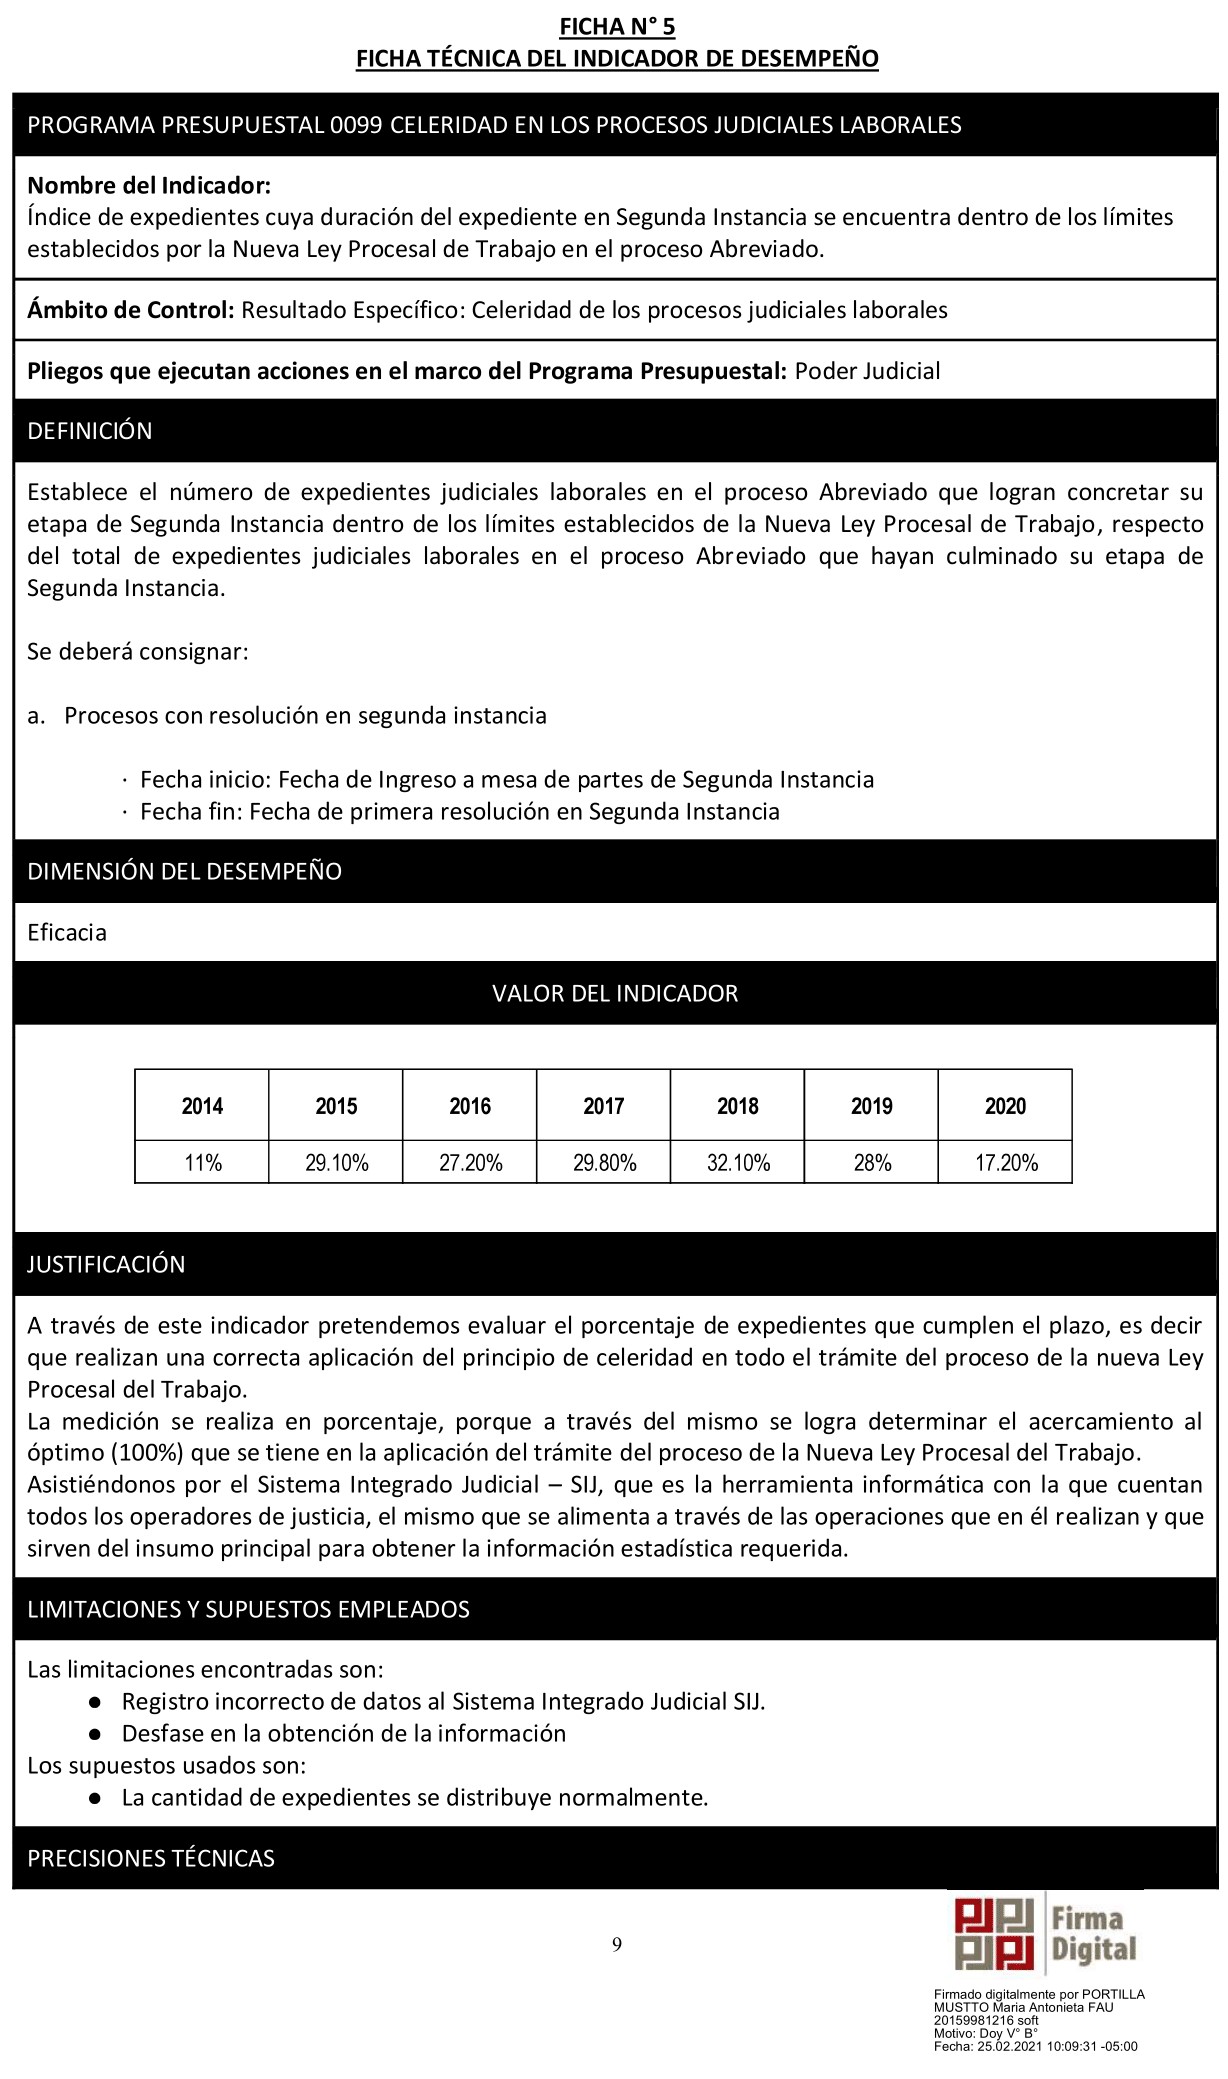 FICHA N° 5
FICHA TÉCNICA DEL INDICADOR DE DESEMPEÑO
PROGRAMA PRESUPUESTAL 0099 CELERIDAD EN LOS PROCESOS JUDICIALES LABORALES
Nombre del Indicador:
Índice de expedientes cuya duración del expediente en Segunda Instancia se encuentra dentro de los límites
establecidos por la Nueva Ley Procesal de Trabajo en el proceso Abreviado.
Ámbito de Control: Resultado Específico: Celeridad de los procesos judiciales laborales
Pliegos que ejecutan acciones en el marco del Programa Presupuestal: Poder Judicial
DEFINICIÓN
Establece el número de expedientes judiciales laborales en el proceso Abreviado que logran concretar su
etapa de Segunda Instancia dentro de los límites establecidos de la Nueva Ley Procesal de Trabajo, respecto
del total de expedientes judiciales laborales en el proceso Abreviado que hayan culminado su etapa de
Segunda Instancia.
Se deberá consignar:
a. Procesos con resolución en segunda instancia
· Fecha inicio: Fecha de Ingreso a mesa de partes de Segunda Instancia
· Fecha fin: Fecha de primera resolución en Segunda Instancia
DIMENSIÓN DEL DESEMPEÑO
Eficacia
VALOR DEL INDICADOR
2014 2015 2016 2017 2018 2019 2020
11% 29.10% 27.20% 29.80% 32.10% 28% 17.20%
JUSTIFICACIÓN
A través de este indicador pretendemos evaluar el porcentaje de expedientes que cumplen el plazo, es decir
que realizan una correcta aplicación del principio de celeridad en todo el trámite del proceso de la nueva Ley
Procesal del Trabajo.
La medición se realiza en porcentaje, porque a través del mismo se logra determinar el acercamiento al
óptimo (100%) que se tiene en la aplicación del trámite del proceso de la Nueva Ley Procesal del Trabajo.
Asistiéndonos por el Sistema Integrado Judicial – SIJ, que es la herramienta informática con la que cuentan
todos los operadores de justicia, el mismo que se alimenta a través de las operaciones que en él realizan y que
sirven del insumo principal para obtener la información estadística requerida.
LIMITACIONES Y SUPUESTOS EMPLEADOS
Las limitaciones encontradas son:
● Registro incorrecto de datos al Sistema Integrado Judicial SIJ.
● Desfase en la obtención de la información
Los supuestos usados son:
● La cantidad de expedientes se distribuye normalmente.
PRECISIONES TÉCNICAS
9
Firma
Digital
Firmado digitalmente por PORTILLA
MUSTTO Maria Antonieta FAU
20159981216 soft
Motivo: Doy V° B°
Fecha: 25.02.2021 10:09:31 -05:00